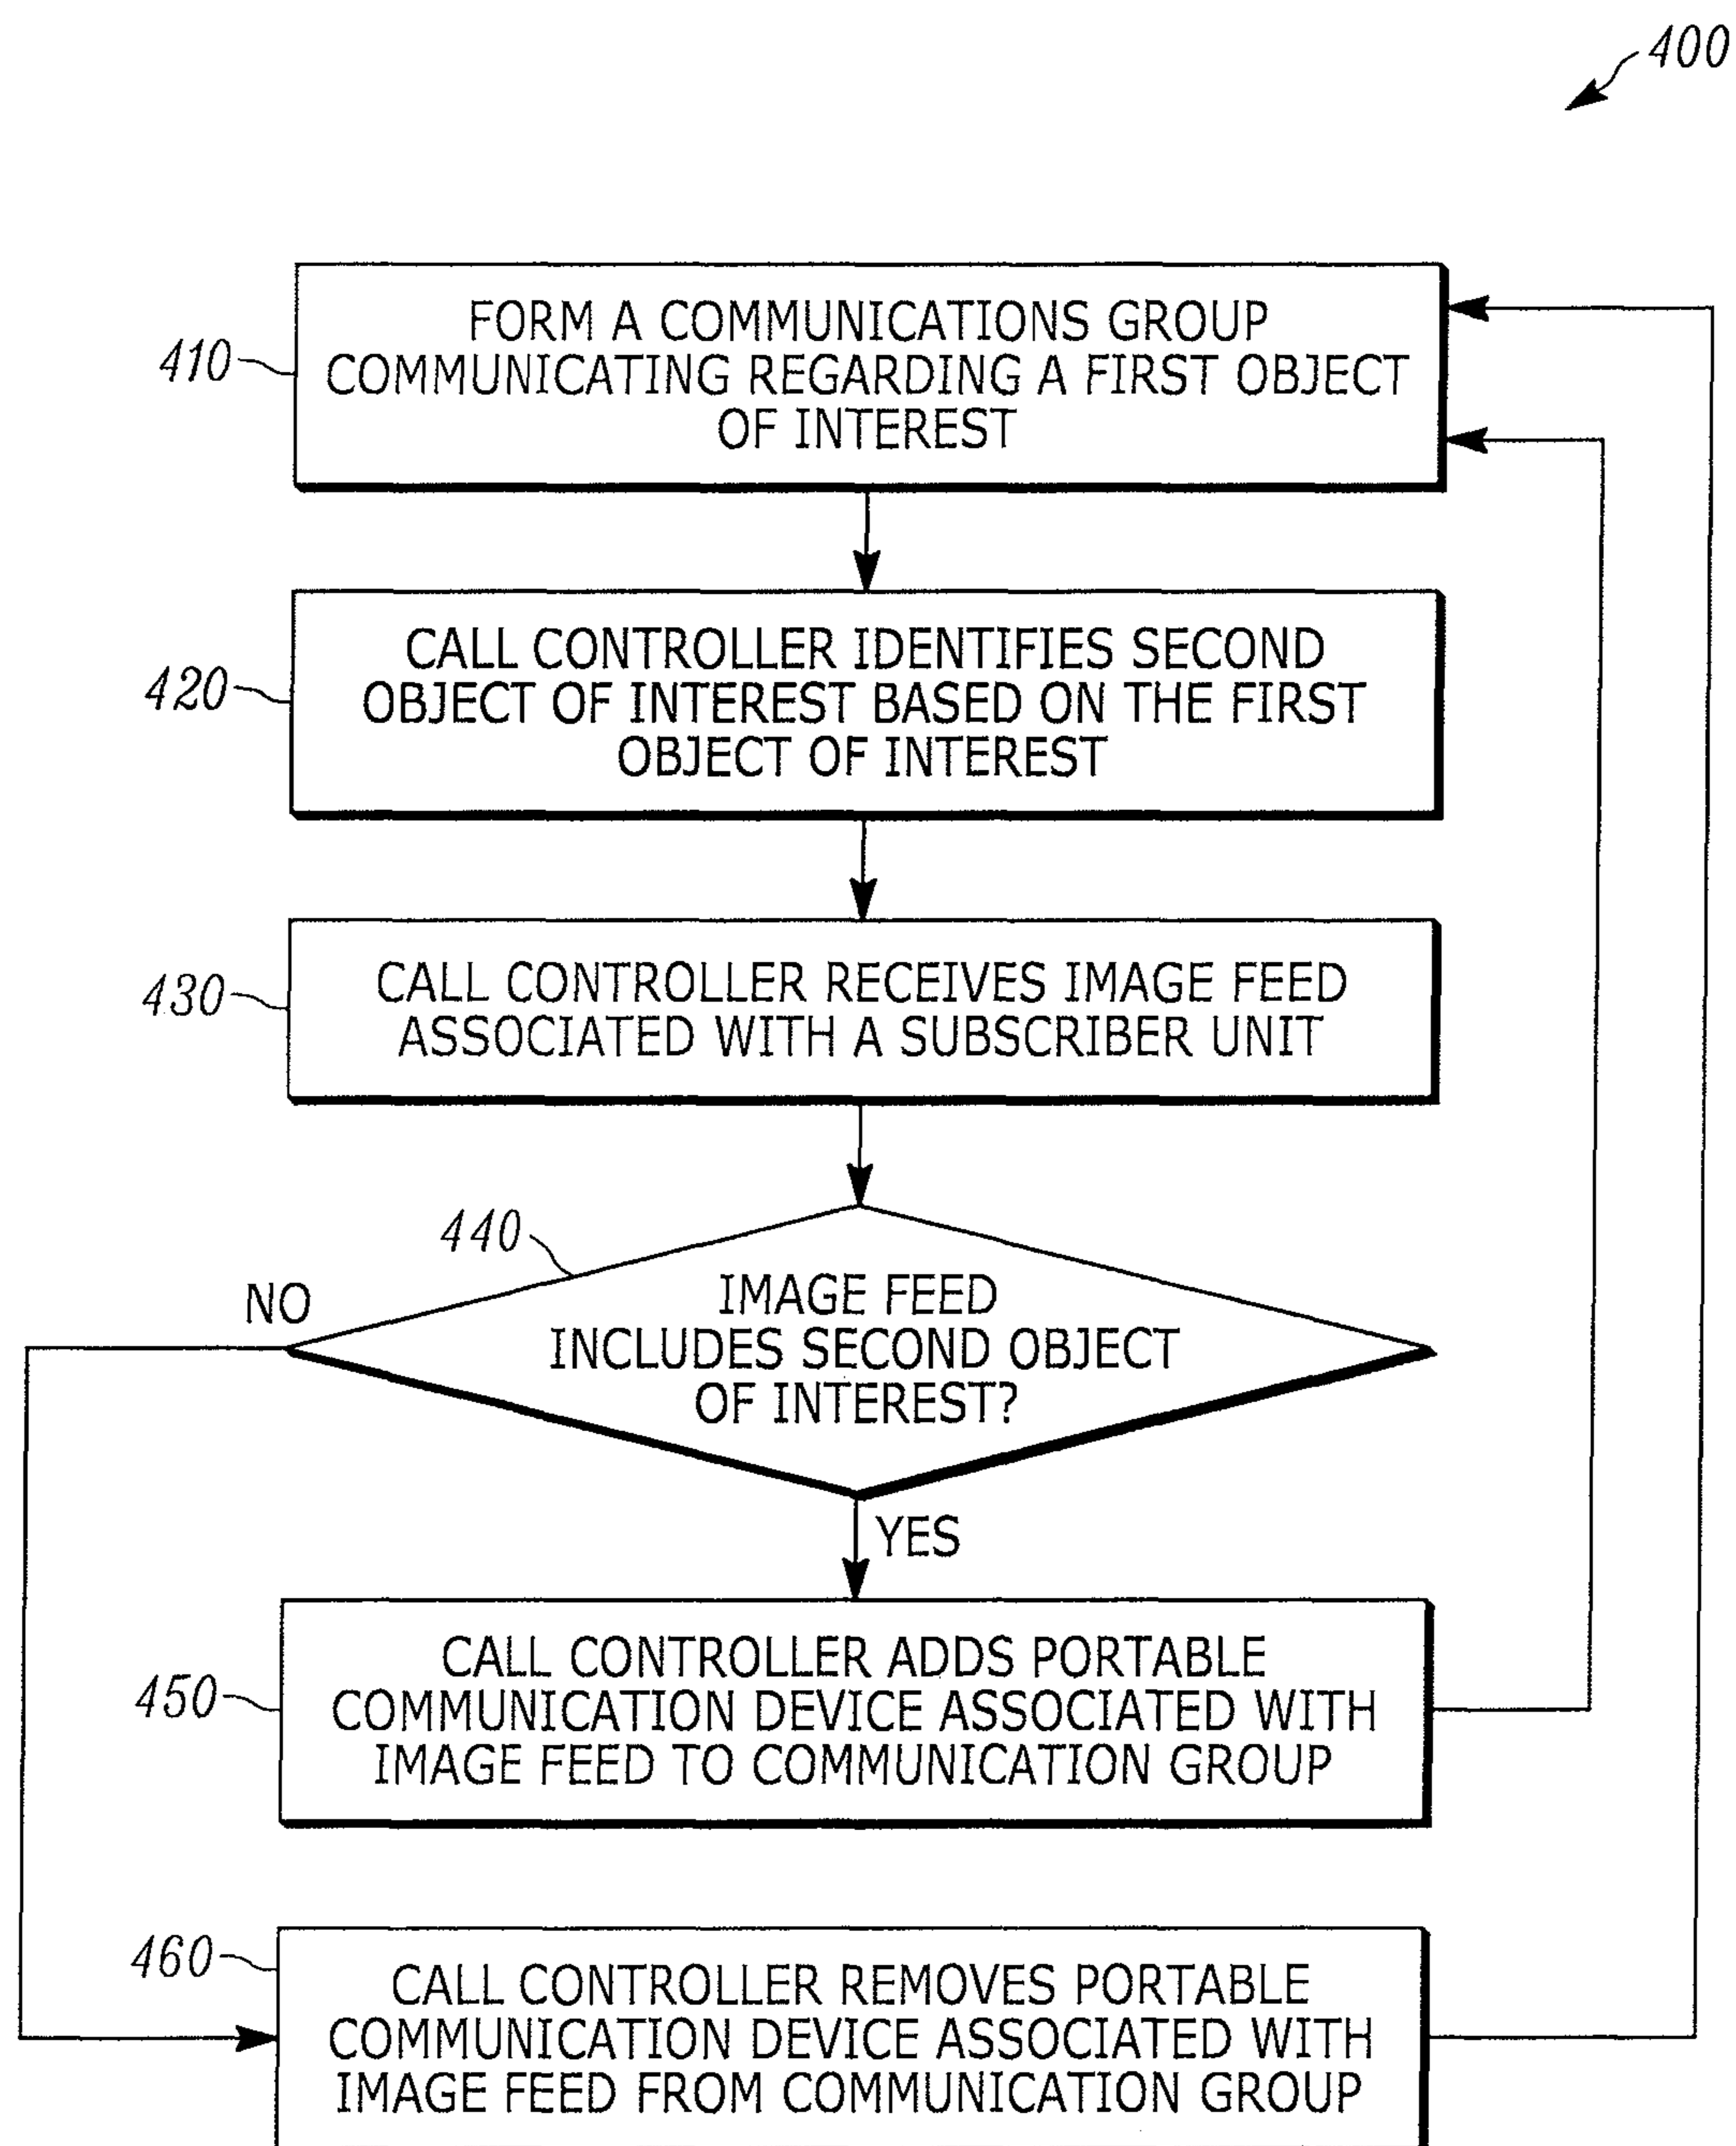 400
410
FORM A COMMUNICATIONS GROUP
COMMUNICATING REGARDING A FIRST OBJECT
OF INTEREST
420
CALL CONTROLLER IDENTIFIES SECOND
OBJECT OF INTEREST BASED ON THE FIRST
OBJECT OF INTEREST
430
CALL CONTROLLER RECEIVES IMAGE FEED
ASSOCIATED WITH A SUBSCRIBER UNIT
440
NO
IMAGE FEED
INCLUDES SECOND OBJECT
OF INTEREST?
YES
450
CALL CONTROLLER ADDS PORTABLE
COMMUNICATION DEVICE ASSOCIATED WITH
IMAGE FEED TO COMMUNICATION GROUP
460
CALL CONTROLLER REMOVES PORTABLE
COMMUNICATION DEVICE ASSOCIATED WITH
IMAGE FEED FROM COMMUNICATION GROUP